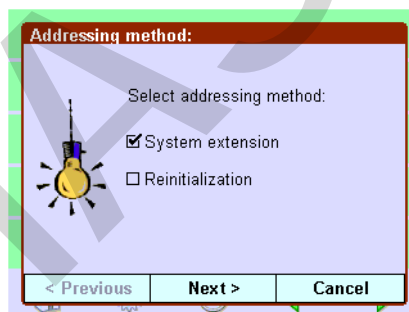 Addressing method:
Select addressing method:
System extension
Reinitialization
< Previous
Next >
Cancel